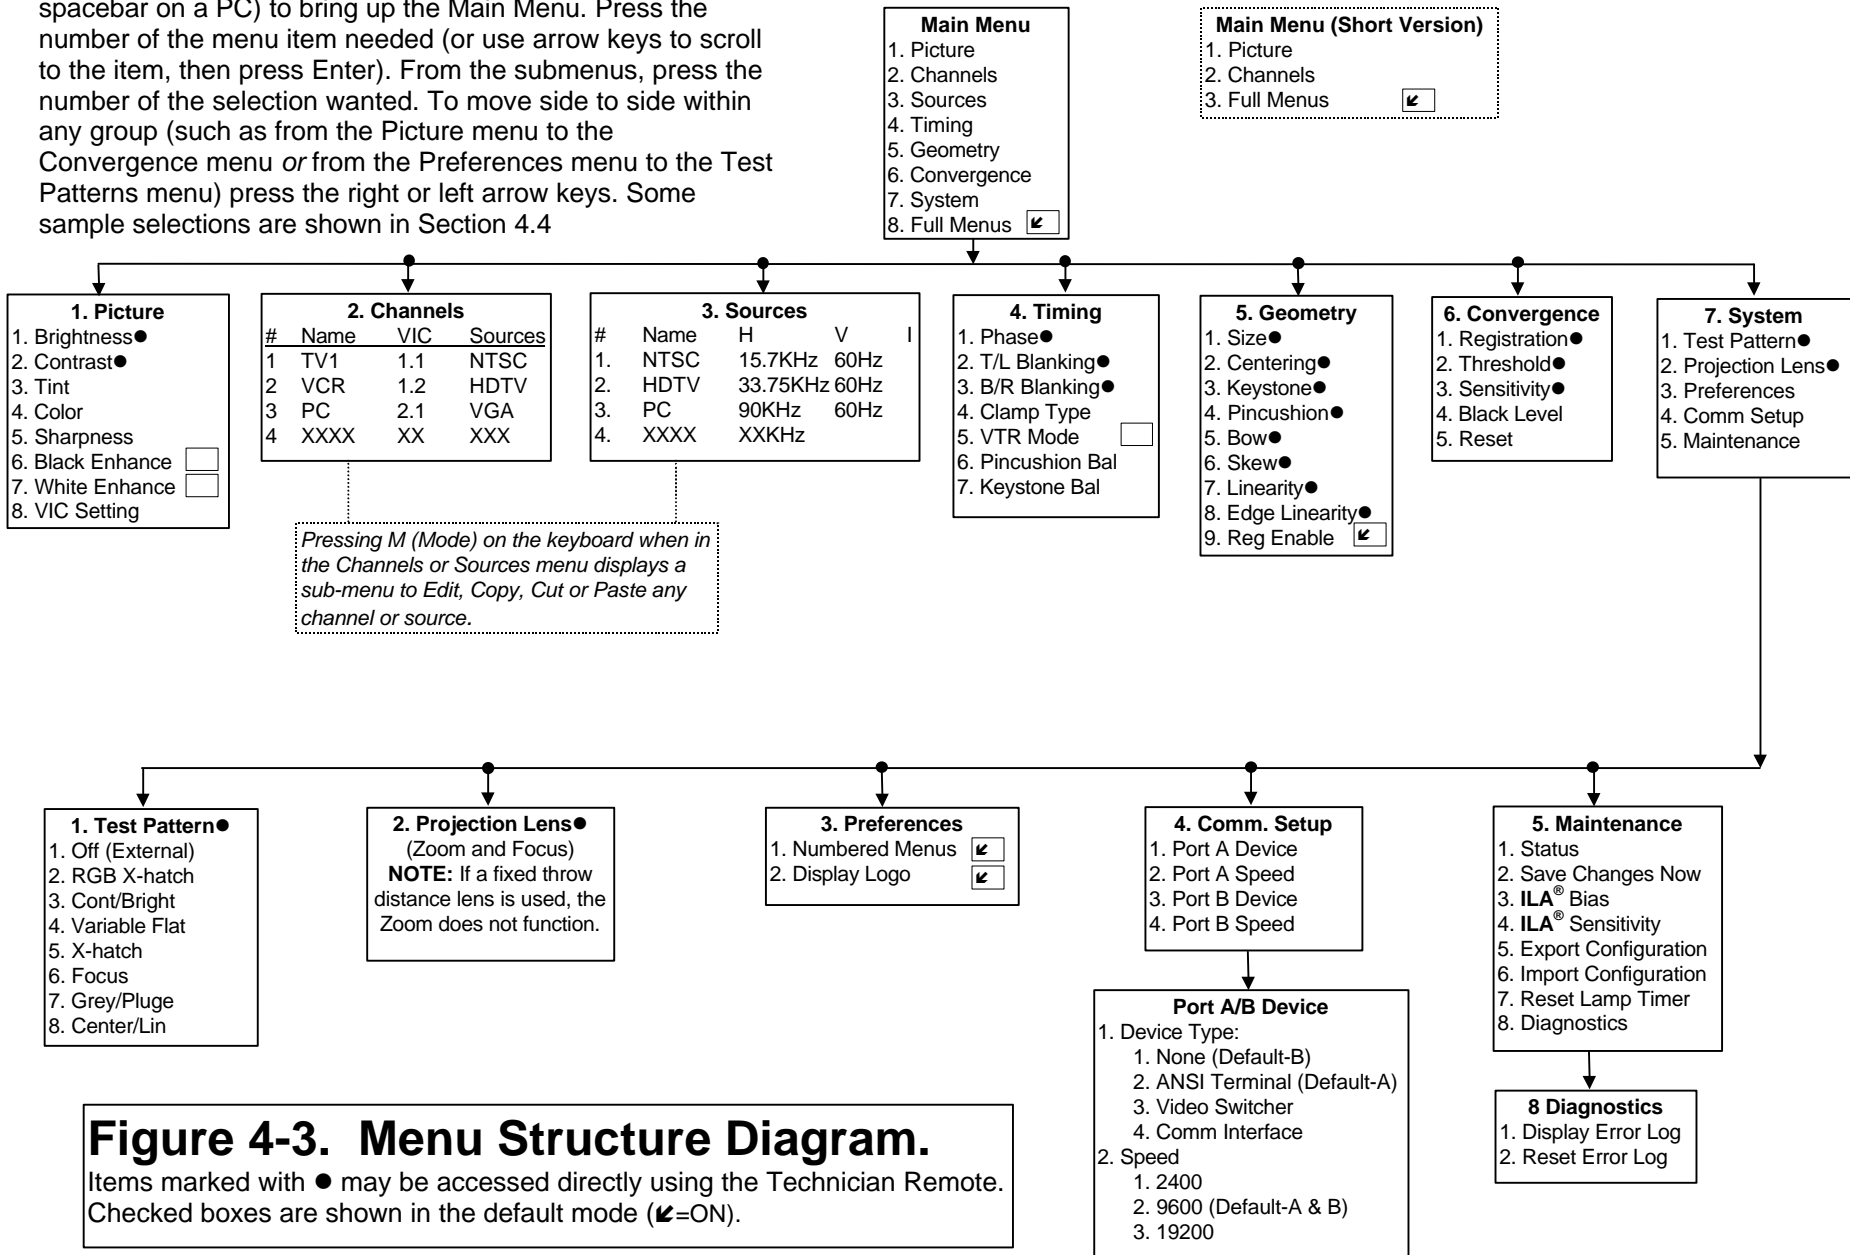 spacebar on a PC) to bring up the Main Menu. Press the
number of the menu item needed (or use arrow keys to scroll
to the item, then press Enter). From the submenus, press the
number of the selection wanted. To move side to side within
any group (such as from the Picture menu to the
Convergence menu or from the Preferences menu to the Test
Patterns menu) press the right or left arrow keys. Some
sample selections are shown in Section 4.4
Main Menu
1. Picture
2. Channels
3. Sources
4. Timing
5. Geometry
6. Convergence
7. System
8. Full Menus
Main Menu (Short Version)
1. Picture
2. Channels
3. Full Menus
1. Picture
1. Brightness●
2. Contrast●
3. Tint
4. Color
5. Sharpness
6. Black Enhance
7. White Enhance
8. VIC Setting
2. Channels
# Name VIC Sources
1 TV1 1.1 NTSC
2 VCR 1.2 HDTV
3 PC 2.1 VGA
4 XXXX XX XXX
3. Sources
# Name H V I
1. NTSC 15.7KHz 60Hz
2. HDTV 33.75KHz 60Hz
3. PC 90KHz 60Hz
4. XXXX XXKHz
Pressing M (Mode) on the keyboard when in
the Channels or Sources menu displays a
sub-menu to Edit, Copy, Cut or Paste any
channel or source.
4. Timing
1. Phase●
2. T/L Blanking●
3. B/R Blanking●
4. Clamp Type
5. VTR Mode
6. Pincushion Bal
7. Keystone Bal
5. Geometry
1. Size●
2. Centering●
3. Keystone●
4. Pincushion●
5. Bow●
6. Skew●
7. Linearity●
8. Edge Linearity●
9. Reg Enable
6. Convergence
1. Registration●
2. Threshold●
3. Sensitivity●
4. Black Level
5. Reset
7. System
1. Test Pattern●
2. Projection Lens●
3. Preferences
4. Comm Setup
5. Maintenance
1. Test Pattern●
1. Off (External)
2. RGB X-hatch
3. Cont/Bright
4. Variable Flat
5. X-hatch
6. Focus
7. Grey/Pluge
8. Center/Lin
2. Projection Lens●
(Zoom and Focus)
NOTE: If a fixed throw
distance lens is used, the
Zoom does not function.
3. Preferences
1. Numbered Menus
2. Display Logo
4. Comm. Setup
1. Port A Device
2. Port A Speed
3. Port B Device
4. Port B Speed
Port A/B Device
1. Device Type:
1. None (Default-B)
2. ANSI Terminal (Default-A)
3. Video Switcher
4. Comm Interface
2. Speed
1. 2400
2. 9600 (Default-A & B)
3. 19200
5. Maintenance
1. Status
2. Save Changes Now
3. ILA® Bias
4. ILA® Sensitivity
5. Export Configuration
6. Import Configuration
7. Reset Lamp Timer
8. Diagnostics
8 Diagnostics
1. Display Error Log
2. Reset Error Log
Figure 4-3. Menu Structure Diagram.
Items marked with ● may be accessed directly using the Technician Remote.
Checked boxes are shown in the default mode (🗹=ON).